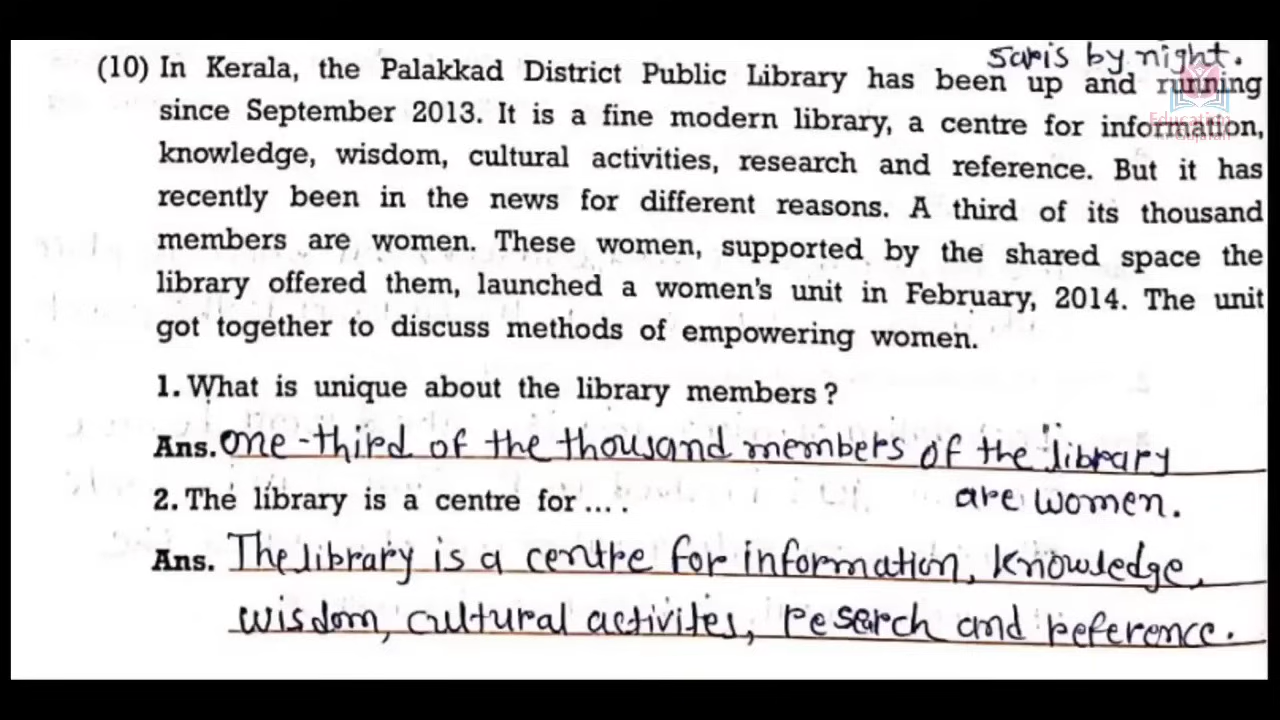 saris by night.
(10) In Kerala, the Palakkad District Public Library has been up and running
since September 2013. It is a fine modern library, a centre for information,
knowledge, wisdom, cultural activities, research and reference. But it has
recently been in the news for different reasons. A third of its thousand
members are women. These women, supported by the shared space the
library offered them, launched a women's unit in February, 2014. The unit
got together to discuss methods of empowering women.
1. What is unique about the library members?
Ans. one-third of the thousand members of the library
are women.
2. The library is a centre for ... .
Ans. The library is a centre for information, knowledge,
wisdom, cultural activites, research and reference.
Education